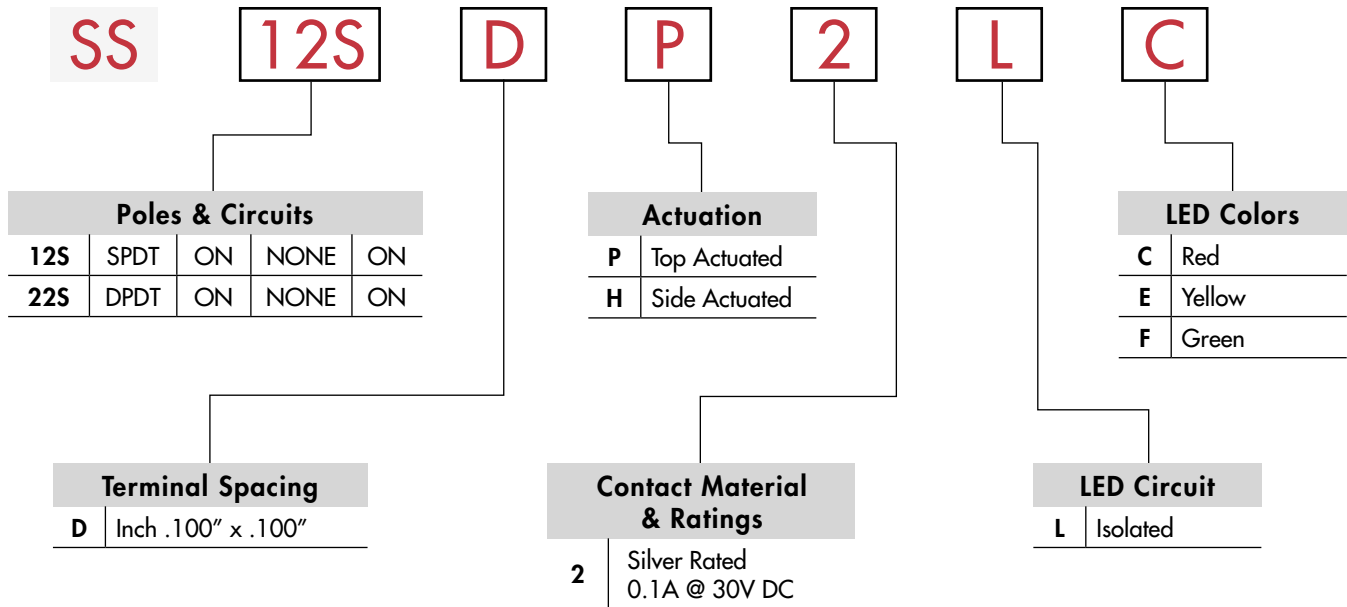 SS 12S D P 2 L C
Poles & Circuits
12S SPDT ON NONE ON
22S DPDT ON NONE ON
Actuation
P Top Actuated
H Side Actuated
LED Colors
C Red
E Yellow
F Green
Terminal Spacing
D Inch .100″ x .100″
Contact Material
& Ratings
2 Silver Rated
0.1A @ 30V DC
LED Circuit
L Isolated